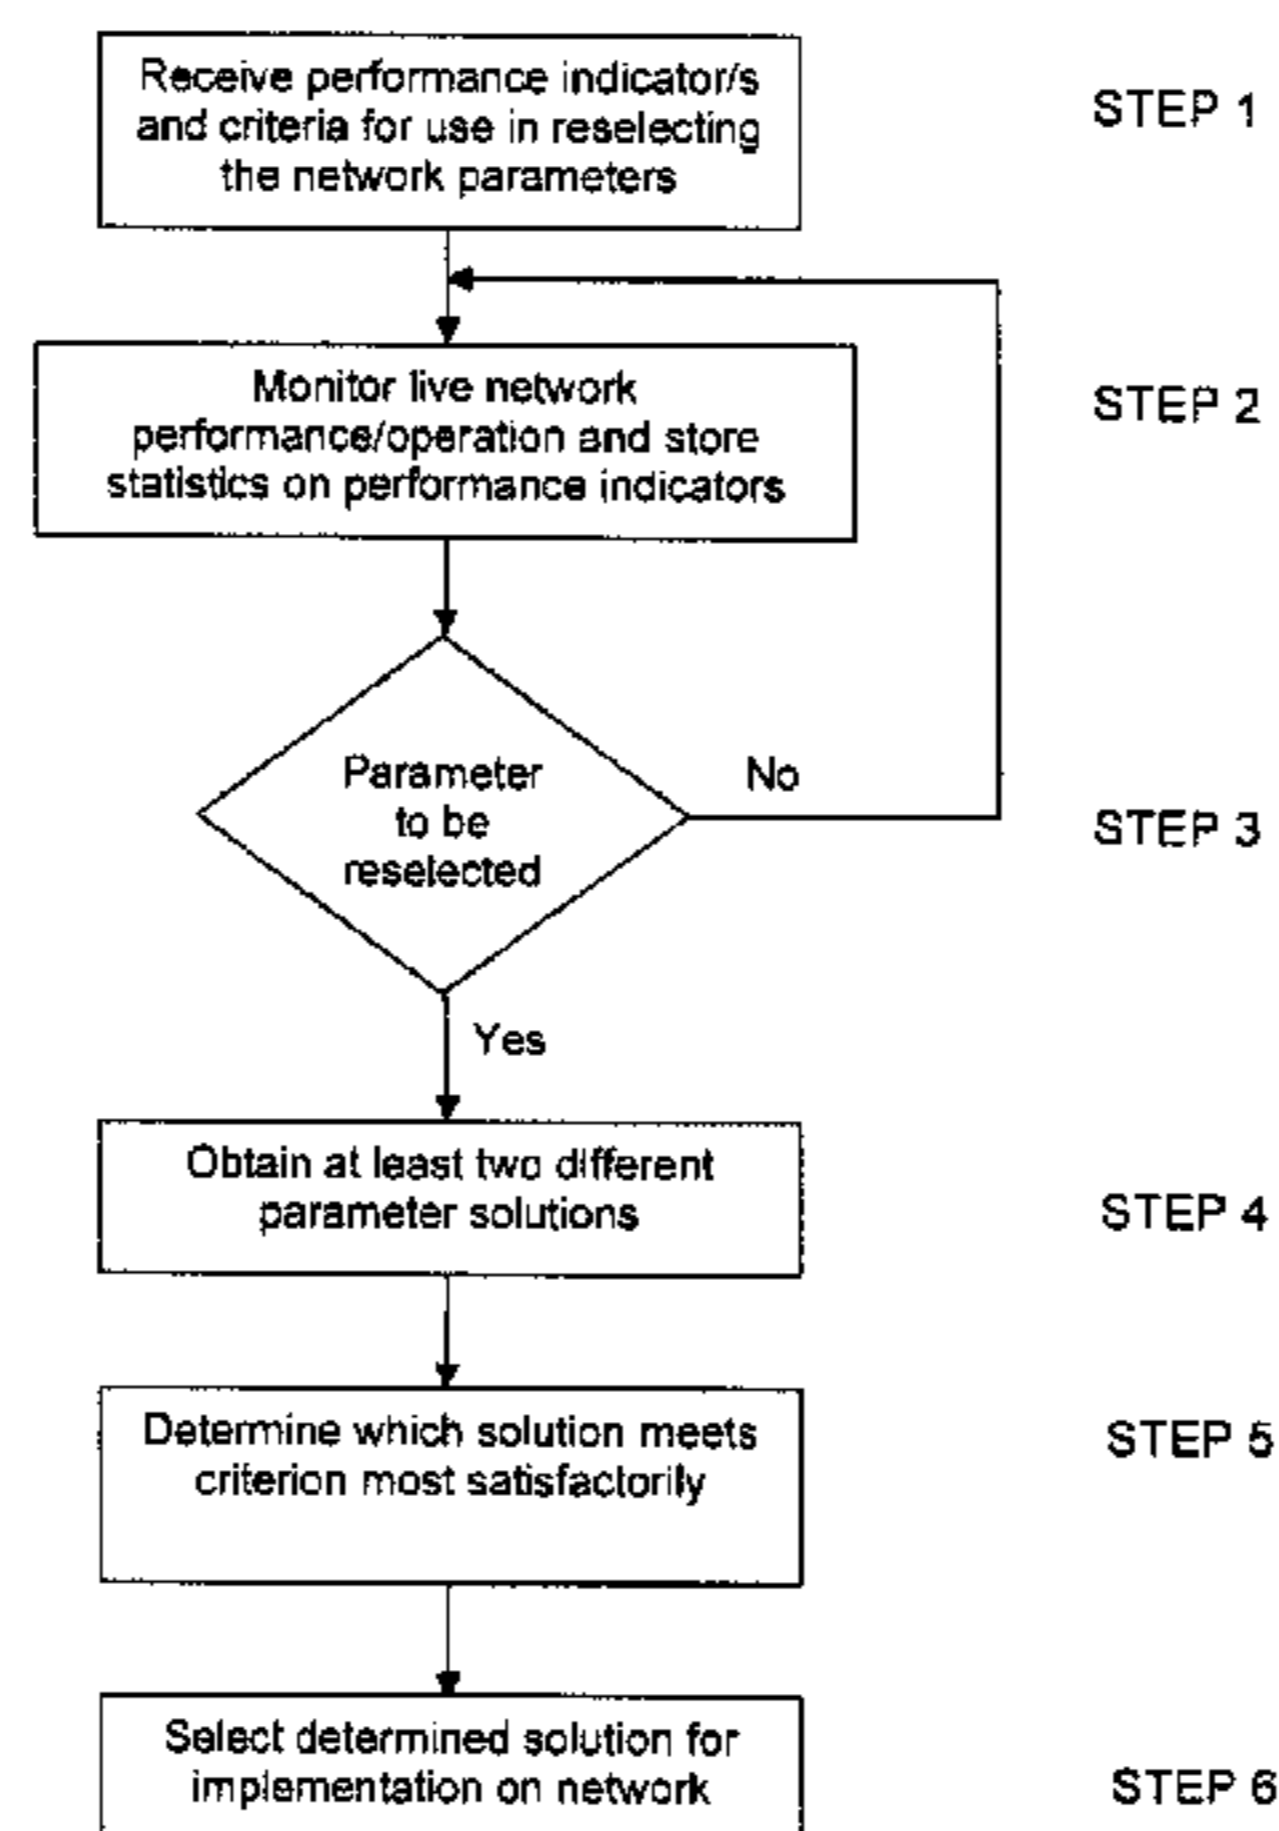 Receive performance indicator/s
and criteria for use in reselecting
the network parameters
STEP 1
Monitor live network
performance/operation and store
statistics on performance indicators
STEP 2
Parameter
to be
reselected
No
STEP 3
Yes
Obtain at least two different
parameter solutions
STEP 4
Determine which solution meets
criterion most satisfactorily
STEP 5
Select determined solution for
implementation on network
STEP 6